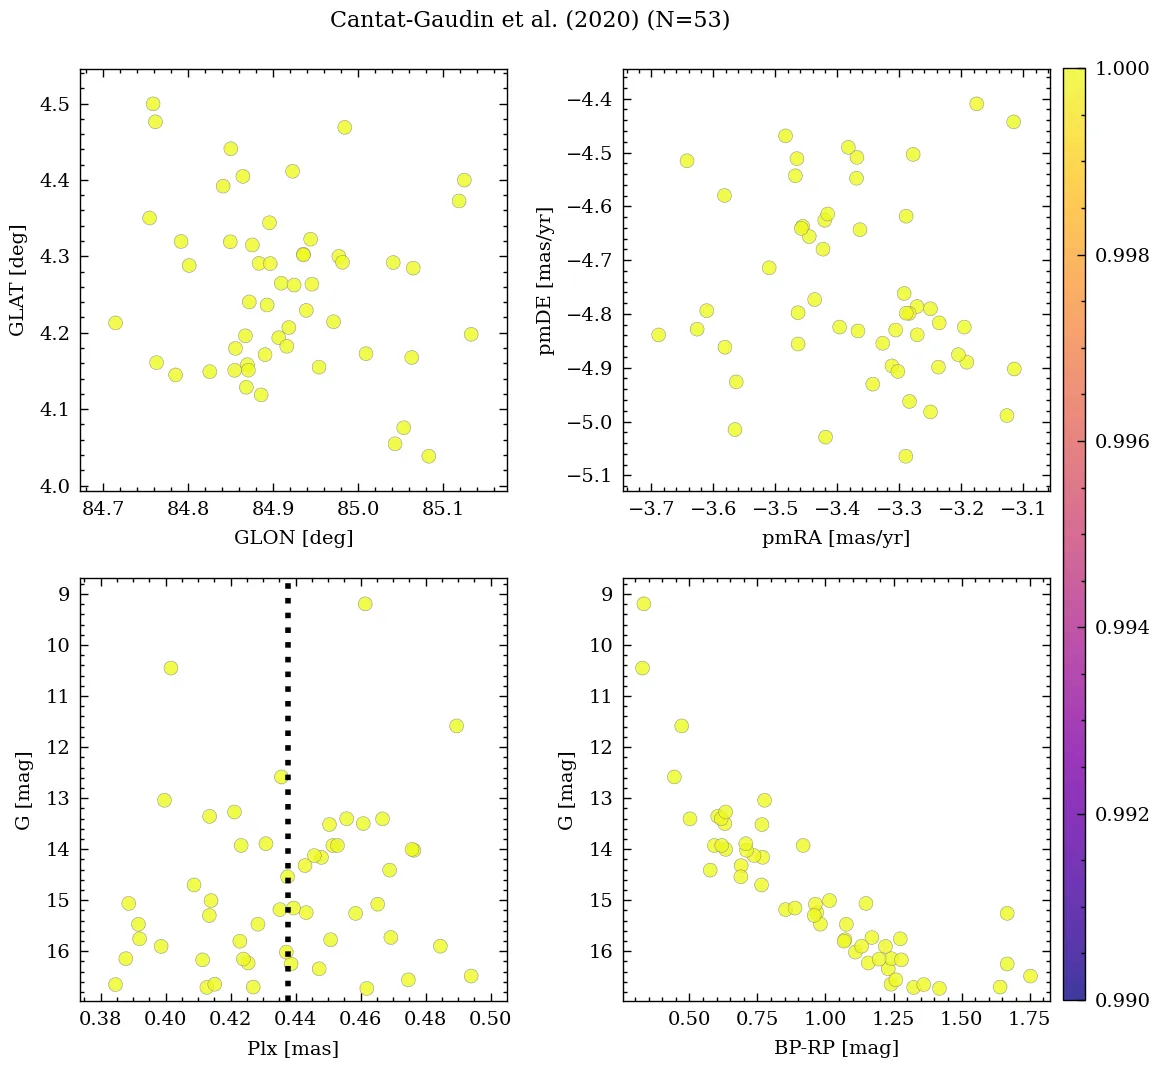 Cantat-Gaudin et al. (2020) (N=53)
4.5
4.4
4.3
4.2
4.1
4.0
GLAT [deg]
84.7 84.8 84.9 85.0 85.1
GLON [deg]
−4.4
−4.5
−4.6
−4.7
−4.8
−4.9
−5.0
−5.1
pmDE [mas/yr]
−3.7 −3.6 −3.5 −3.4 −3.3 −3.2 −3.1
pmRA [mas/yr]
9
10
11
12
13
14
15
16
G [mag]
0.38 0.40 0.42 0.44 0.46 0.48 0.50
Plx [mas]
9
10
11
12
13
14
15
16
G [mag]
0.50 0.75 1.00 1.25 1.50 1.75
BP-RP [mag]
1.000
0.998
0.996
0.994
0.992
0.990